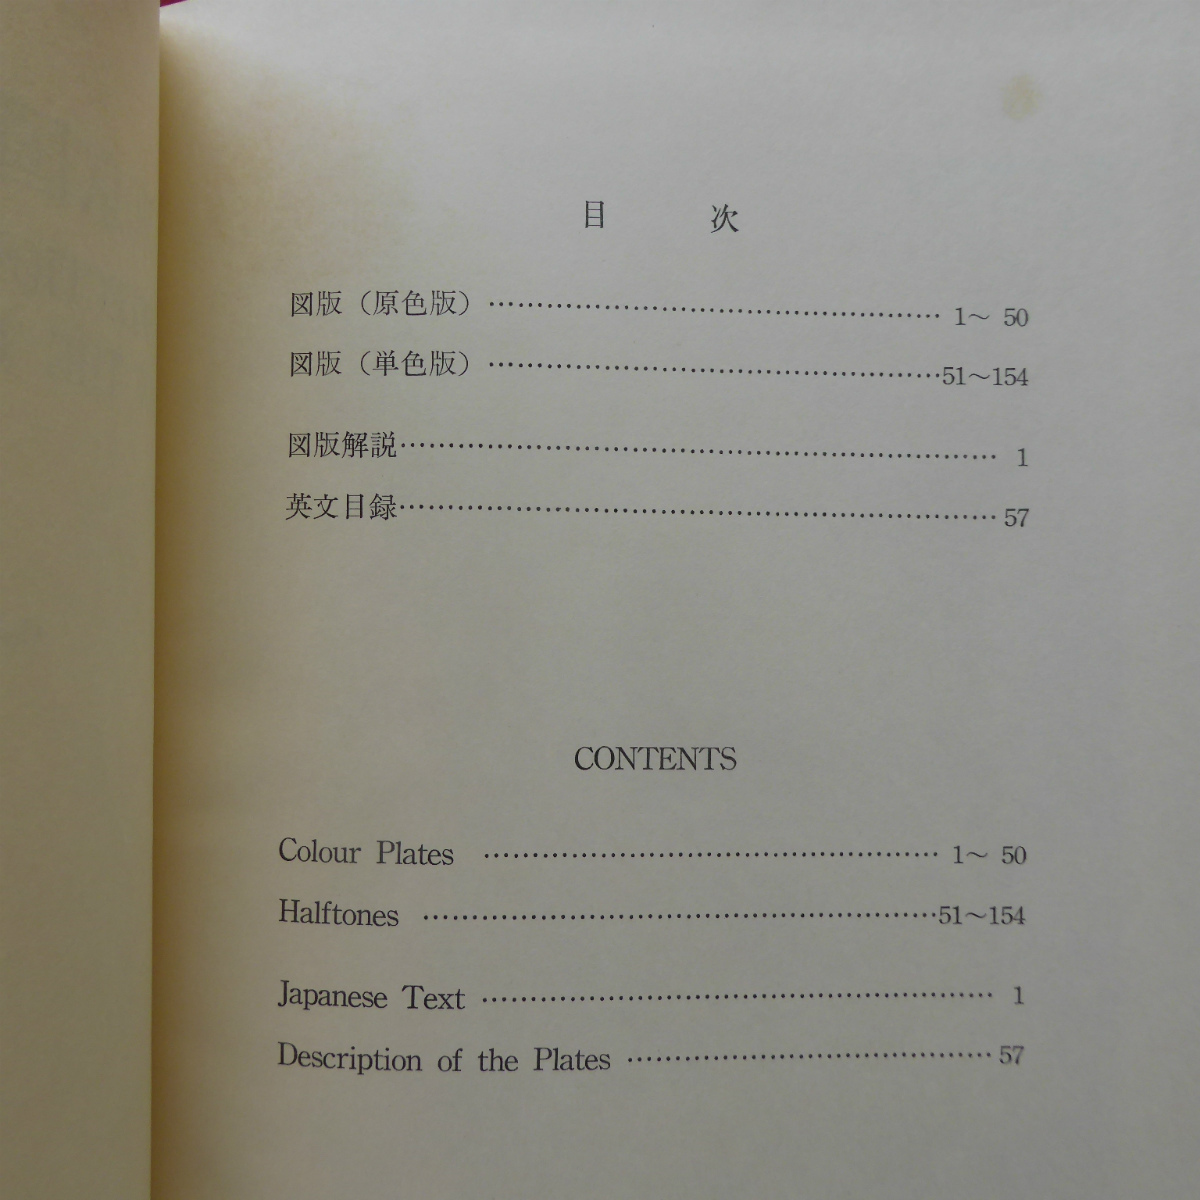 目 次
図版（原色版）……………………………………… 1～ 50
図版（単色版）………………………………………51～154
図版解説…………………………………………………… 1
英文目録…………………………………………………… 57
CONTENTS
Colour Plates ……………………………………… 1～ 50
Halftones ……………………………………………51～154
Japanese Text …………………………………………… 1
Description of the Plates ……………………………… 57